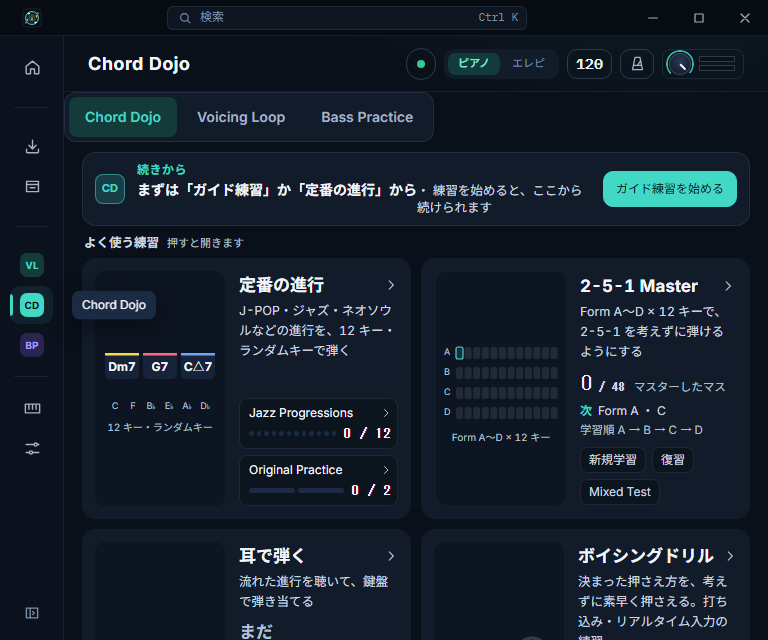 検索 Ctrl K
Chord Dojo
ピアノ エレピ 120
Chord Dojo Voicing Loop Bass Practice
CD
続きから
まずは「ガイド練習」か「定番の進行」から · 練習を始めると、ここから
続けられます
ガイド練習を始める
よく使う練習 押すと開きます
VL
CD
BP
Chord Dojo
定番の進行
J-POP・ジャズ・ネオソウ
ルなどの進行を、12 キー・
ランダムキーで弾く
Dm7 G7 C△7
C F B♭ E♭ A♭ D♭
12 キー・ランダムキー
Jazz Progressions
0 / 12
Original Practice
0 / 2
2-5-1 Master
Form A〜D × 12 キーで、
2-5-1 を考えずに弾ける
ようにする
A
B
C
D
Form A〜D × 12 キー
0 / 48 マスターしたマス
次 Form A ・ C
学習順 A → B → C → D
新規学習 復習
Mixed Test
耳で弾く
流れた進行を聴いて、鍵盤
で弾き当てる
まだ
ボイシングドリル
決まった押さえ方を、考え
ずに素早く押さえる。打ち
込み・リアルタイム入力の
練習